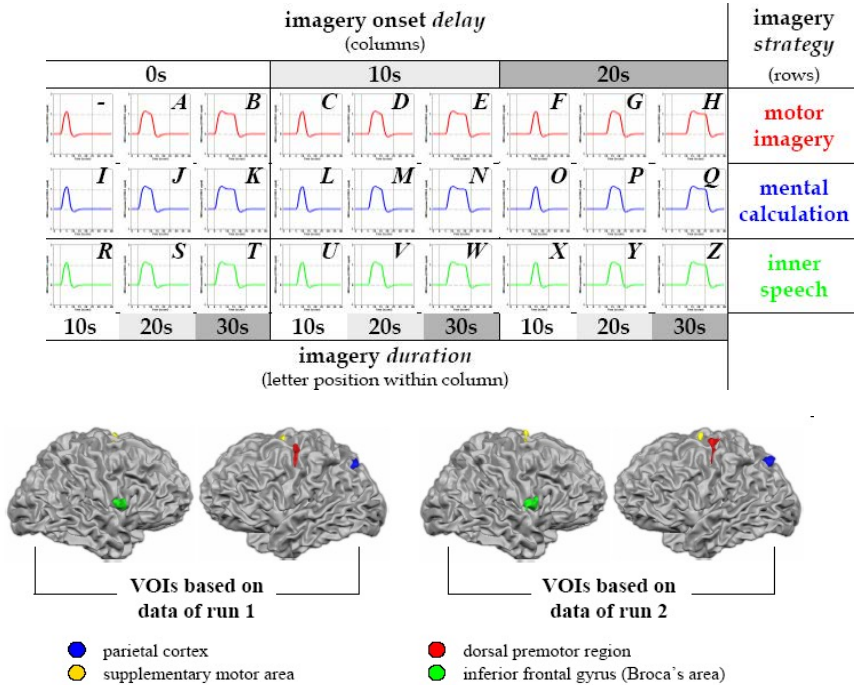 imagery onset delay
(columns)
imagery
strategy
(rows)
0s 10s 20s
- A B C D E F G H
motor
imagery
I J K L M N O P Q
mental
calculation
R S T U V W X Y Z
inner
speech
10s 20s 30s 10s 20s 30s 10s 20s 30s
imagery duration
(letter position within column)
VOIs based on
data of run 1
VOIs based on
data of run 2
parietal cortex
supplementary motor area
dorsal premotor region
inferior frontal gyrus (Broca's area)